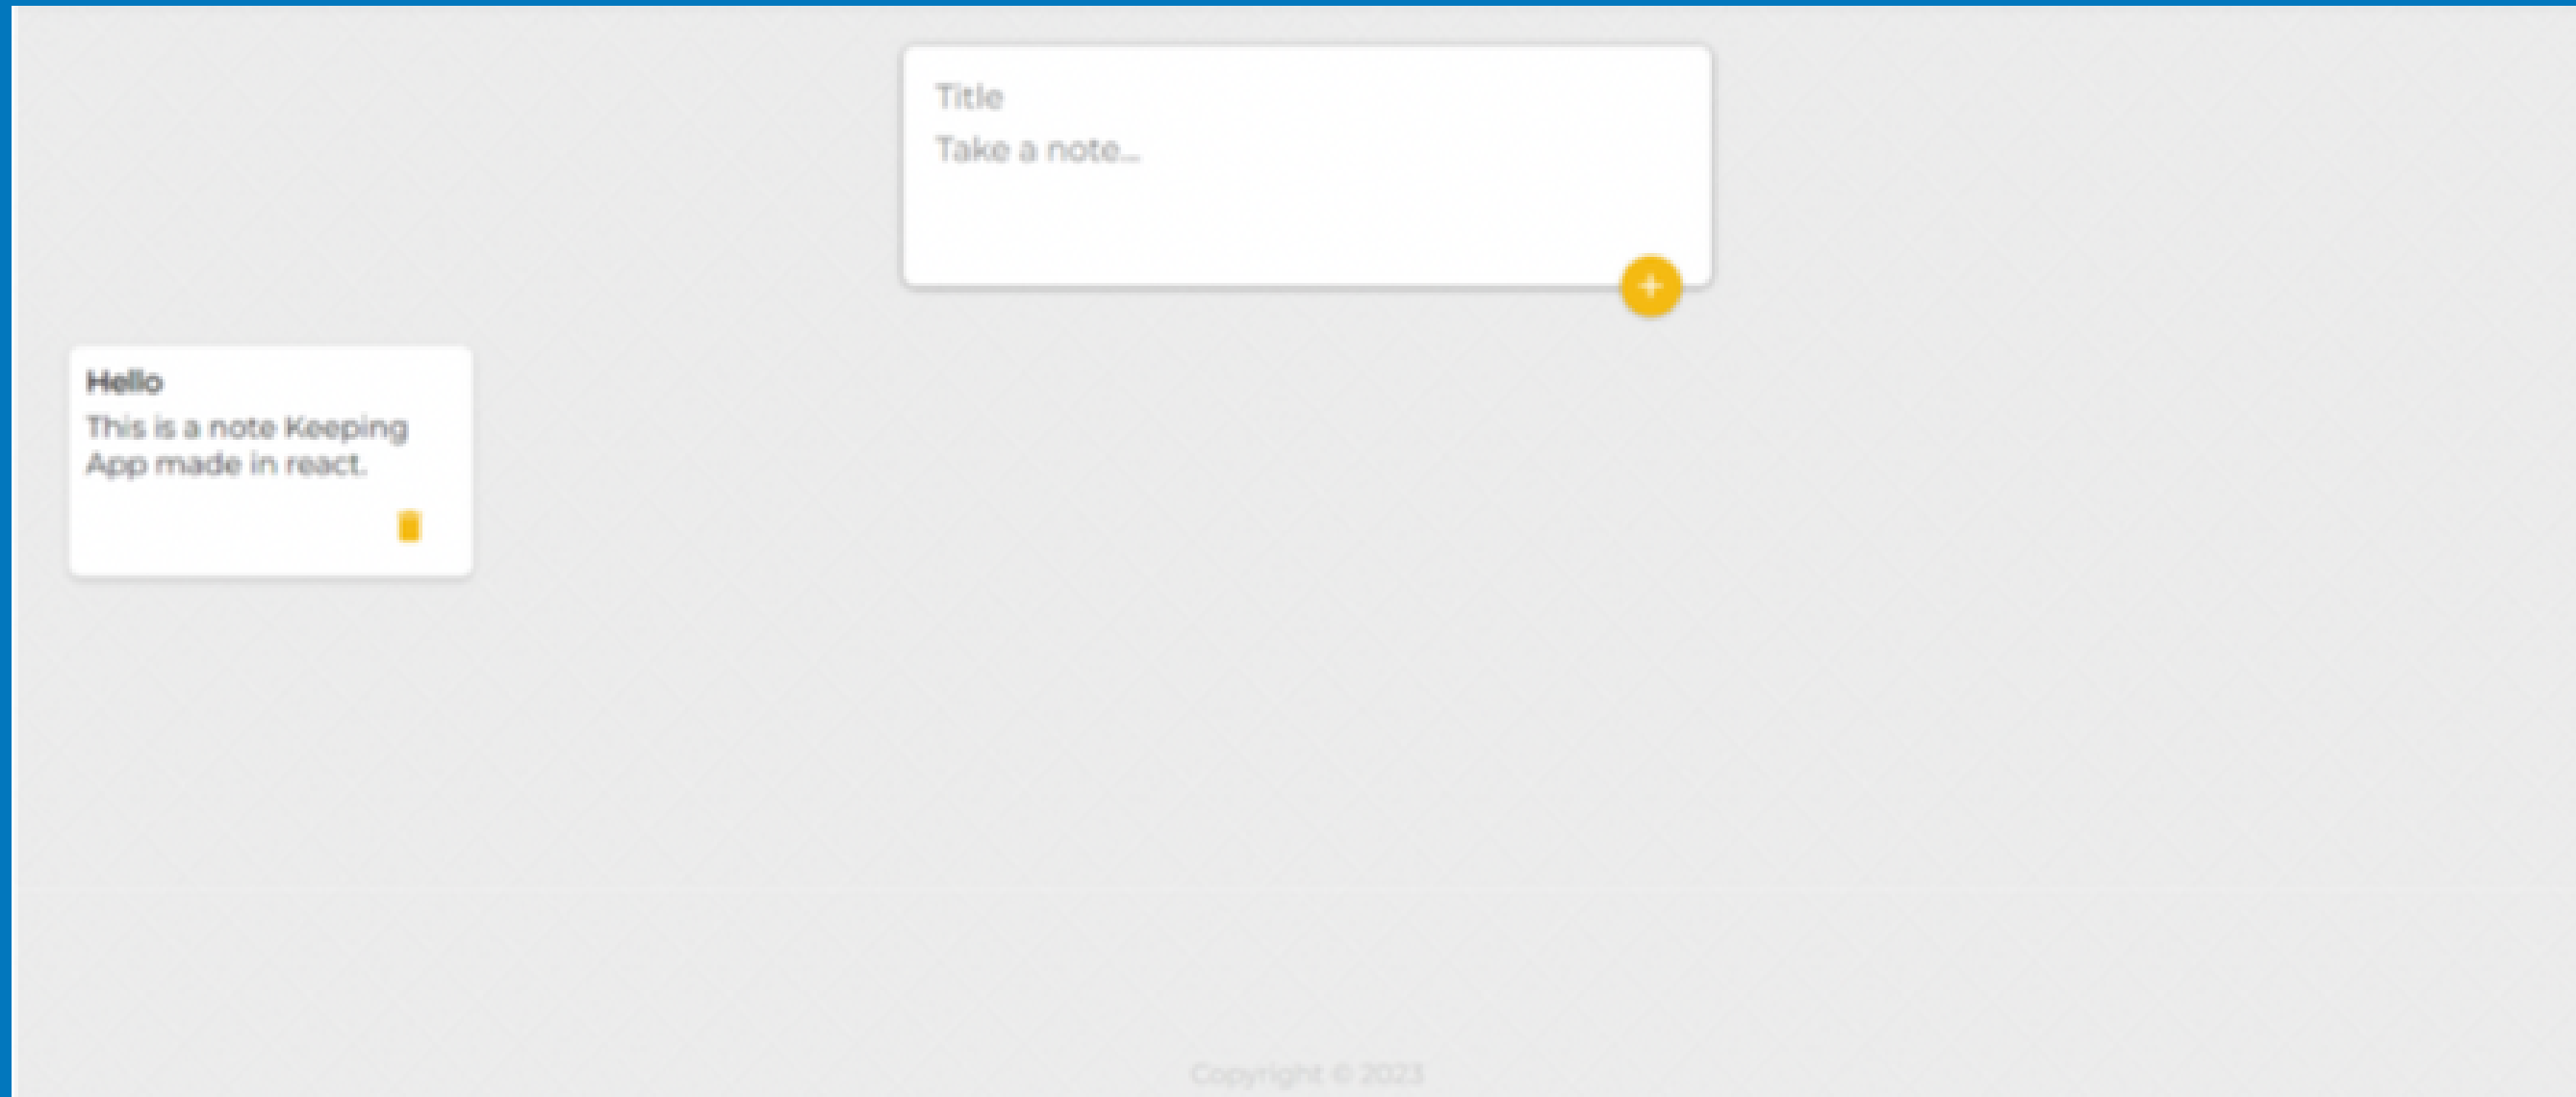 Title
Take a note...
Hello
This is a note Keeping
App made in react.
Copyright © 2023